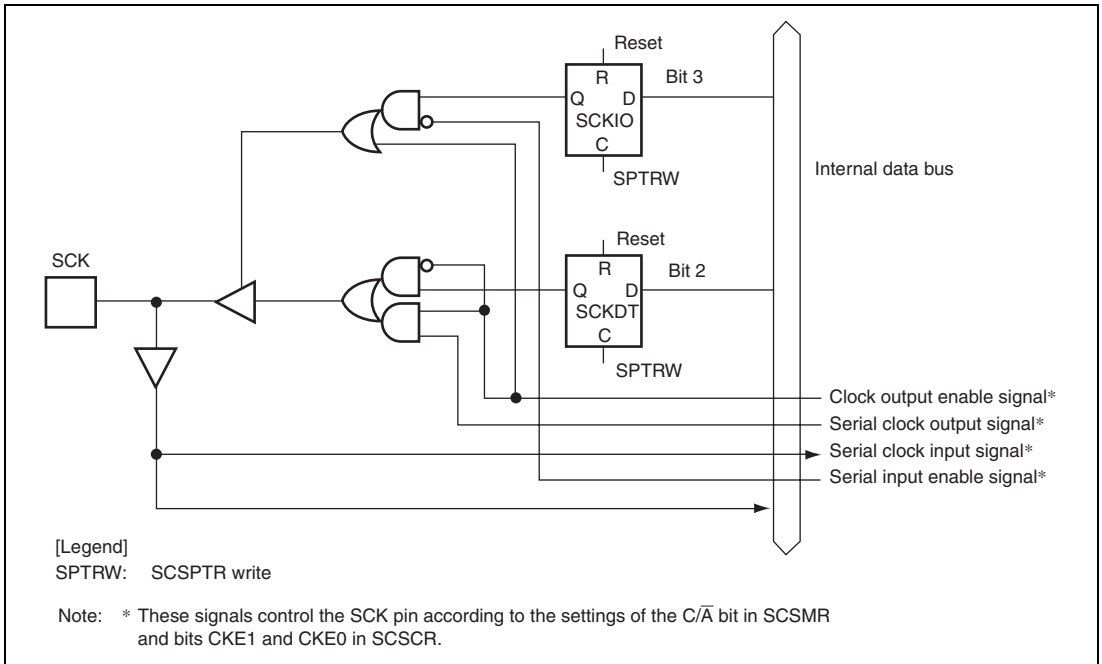 Reset
R
Bit 3
Q D
SCKIO
C
SPTRW
Internal data bus
Reset
R
Bit 2
SCK
Q D
SCKDT
C
SPTRW
Clock output enable signal*
Serial clock output signal*
Serial clock input signal*
Serial input enable signal*
[Legend]
SPTRW: SCSPTR write
Note: * These signals control the SCK pin according to the settings of the C/A̅ bit in SCSMR
and bits CKE1 and CKE0 in SCSCR.